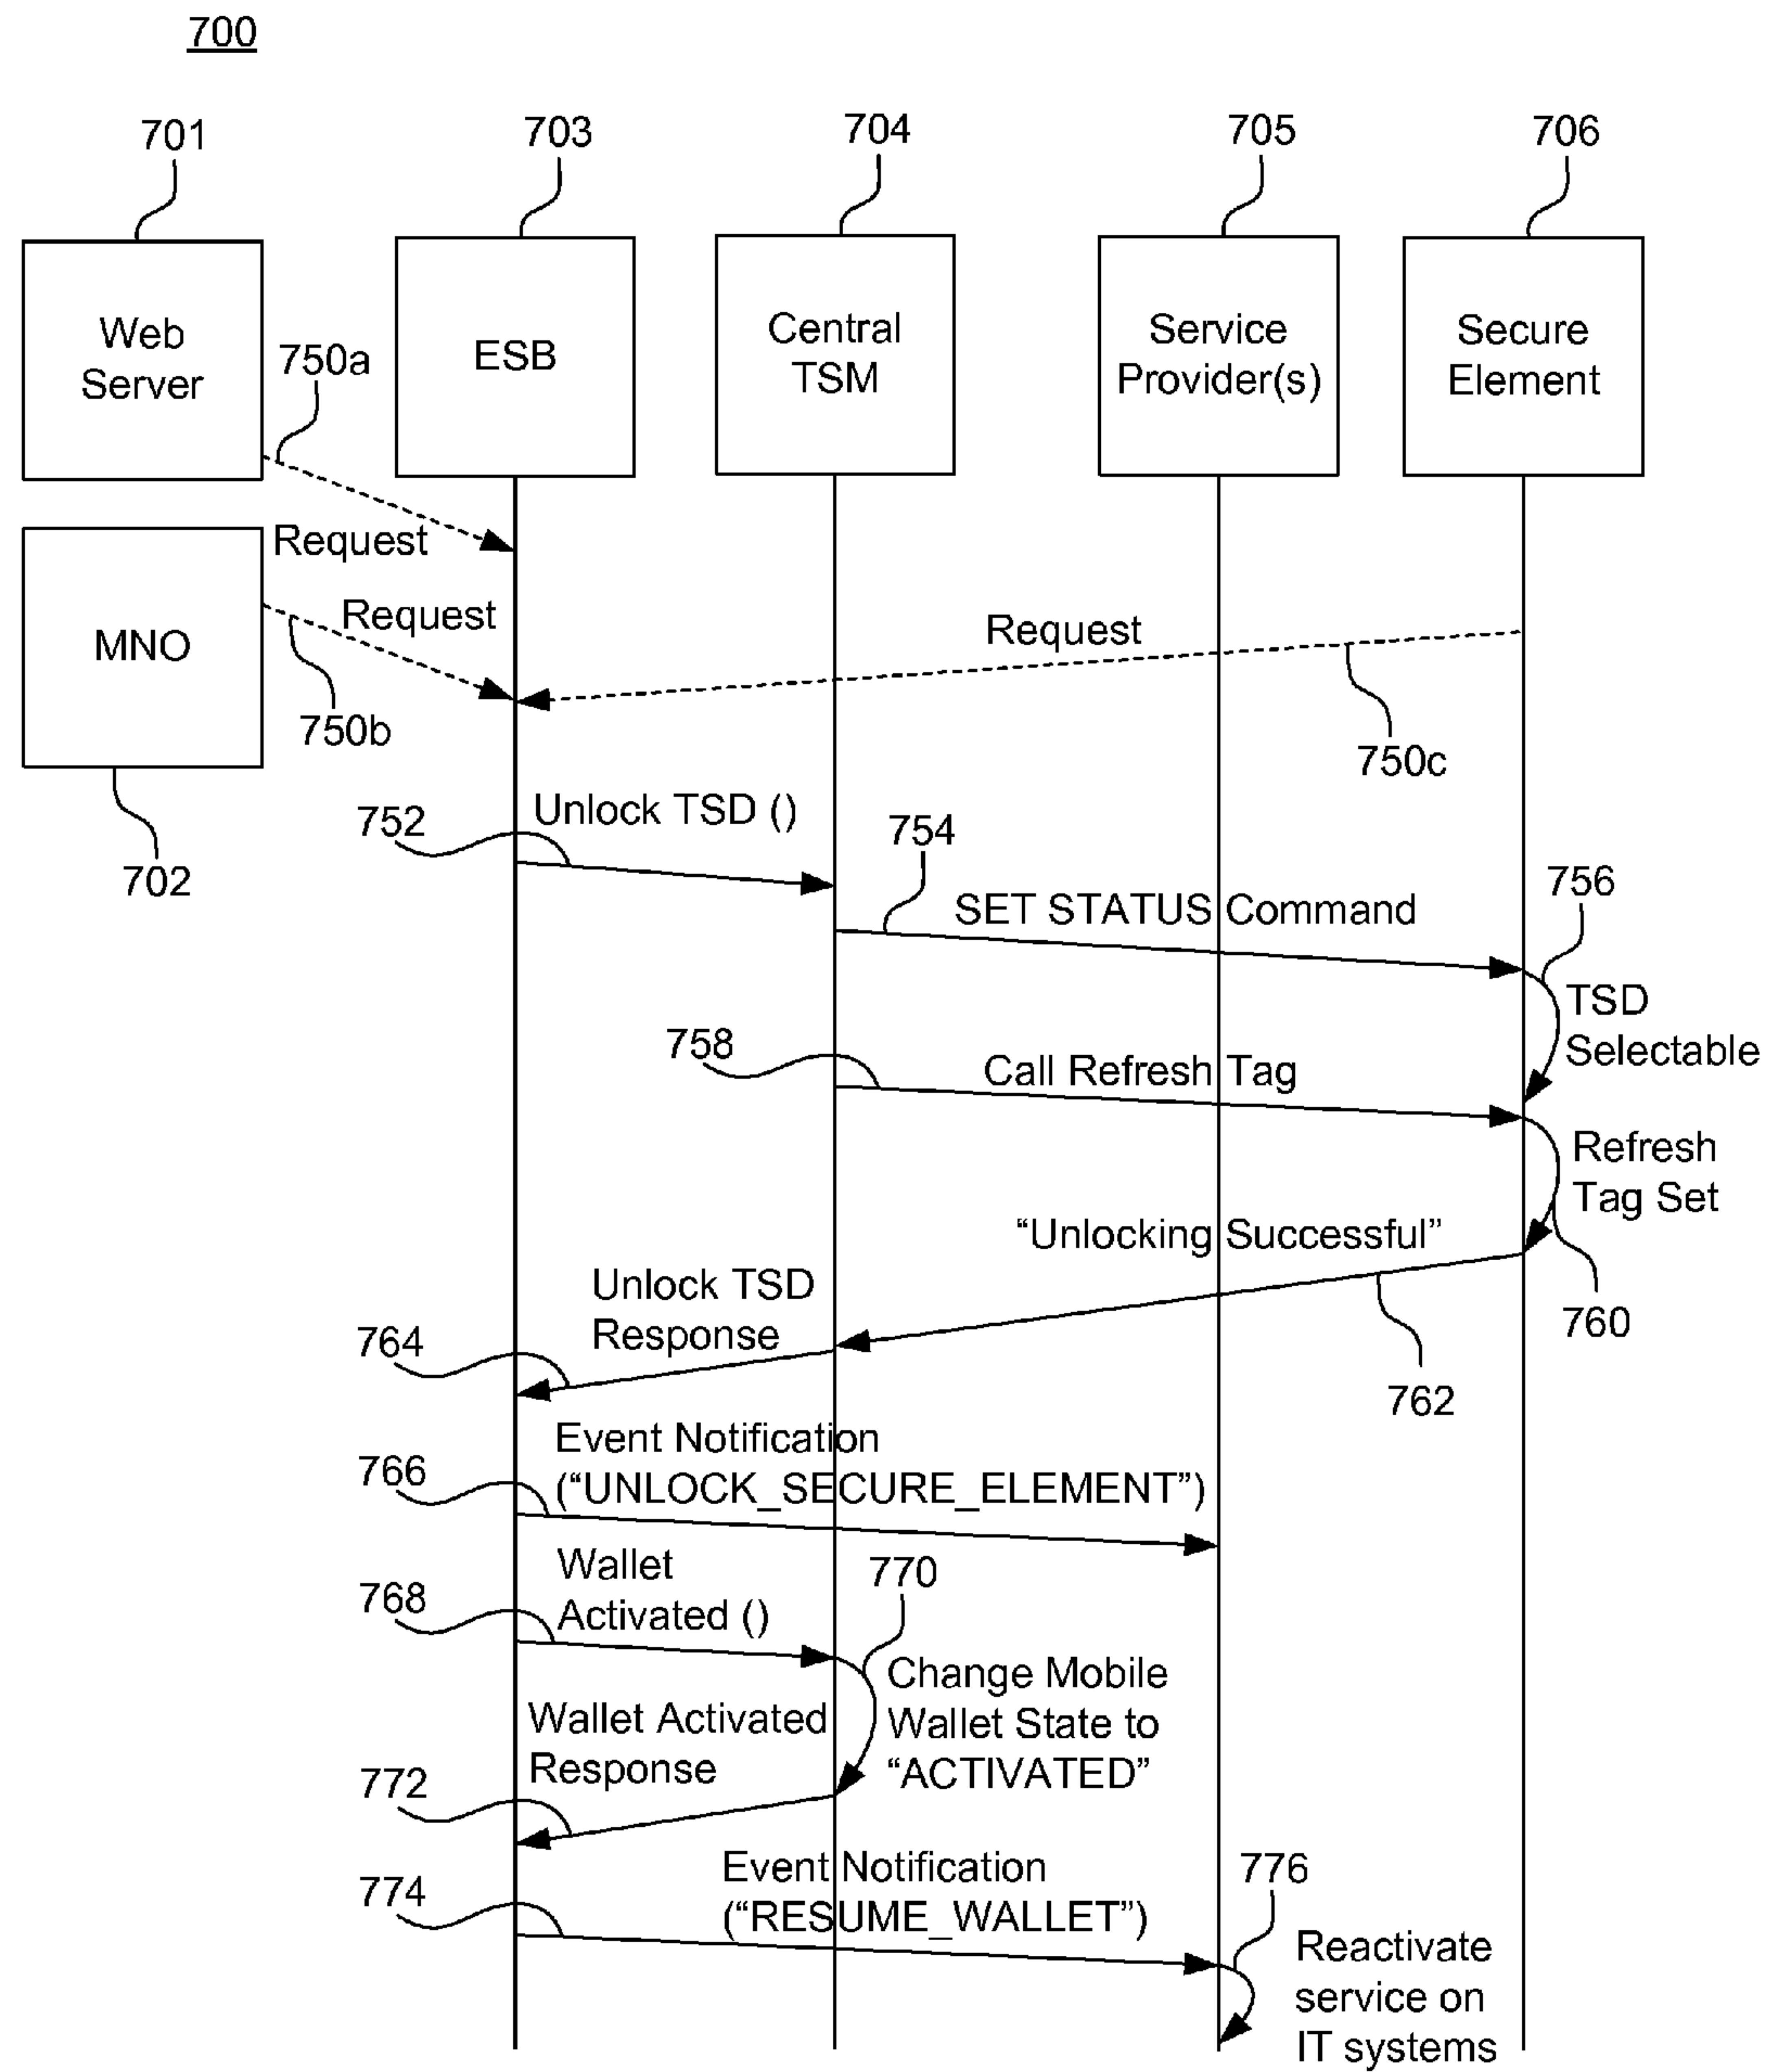 700
701
703
704
705
706
Web
Server
ESB
Central
TSM
Service
Provider(s)
Secure
Element
750a
Request
MNO
Request
Request
750b
750c
702
752
Unlock TSD ()
754
SET STATUS Command
756
TSD
Selectable
758
Call Refresh Tag
Refresh
Tag Set
“Unlocking Successful”
760
Unlock TSD
Response
764
762
Event Notification
(“UNLOCK_SECURE_ELEMENT”)
766
Wallet
Activated ()
768
770
Change Mobile
Wallet State to
“ACTIVATED”
Wallet Activated
Response
772
Event Notification
(“RESUME_WALLET”)
774
776
Reactivate
service on
IT systems